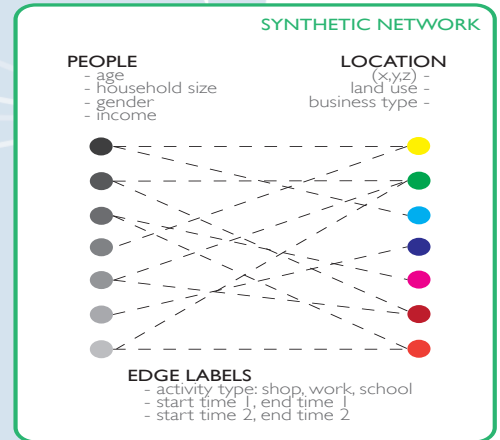 SYNTHETIC NETWORK
PEOPLE
- age
- household size
- gender
- income
LOCATION
(x,y,z) -
land use -
business type -
EDGE LABELS
- activity type: shop, work, school
- start time 1, end time 1
- start time 2, end time 2